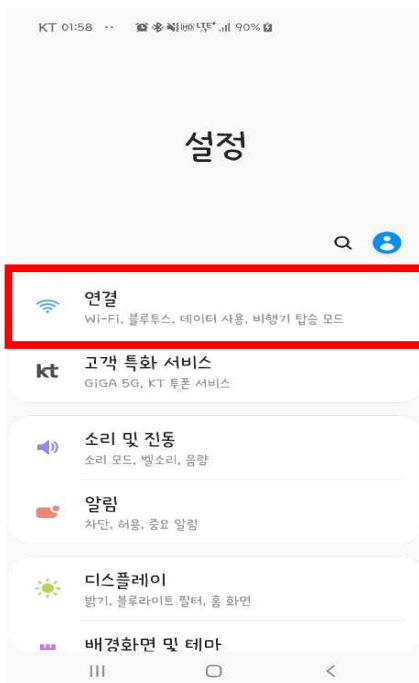 KT 01:58 90%
설정
연결
Wi-Fi, 블루투스, 데이터 사용, 비행기 탑승 모드
kt
고객 특화 서비스
GiGA 5G, KT 투폰 서비스
소리 및 진동
소리 모드, 벨소리, 음량
알림
차단, 허용, 중요 알림
디스플레이
밝기, 블루라이트 필터, 홈 화면
배경화면 및 테마